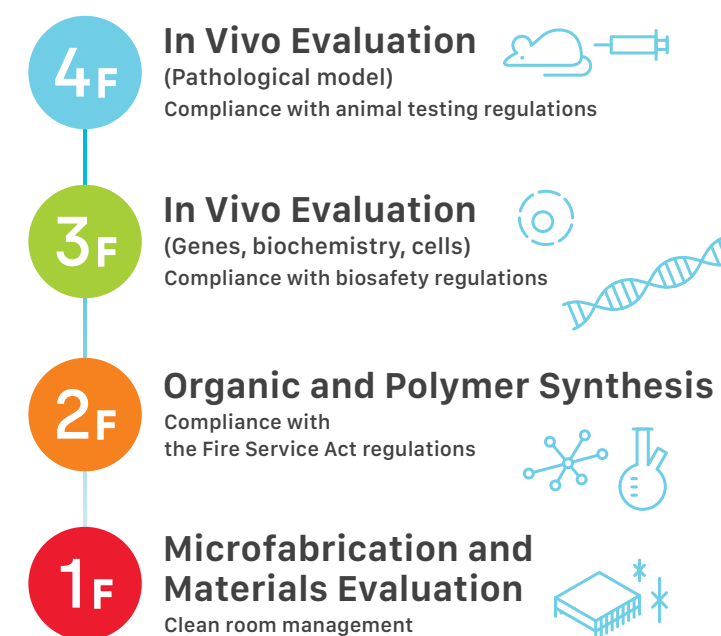 4F
In Vivo Evaluation
(Pathological model)
Compliance with animal testing regulations
3F
In Vivo Evaluation
(Genes, biochemistry, cells)
Compliance with biosafety regulations
2F
Organic and Polymer Synthesis
Compliance with
the Fire Service Act regulations
1F
Microfabrication and
Materials Evaluation
Clean room management